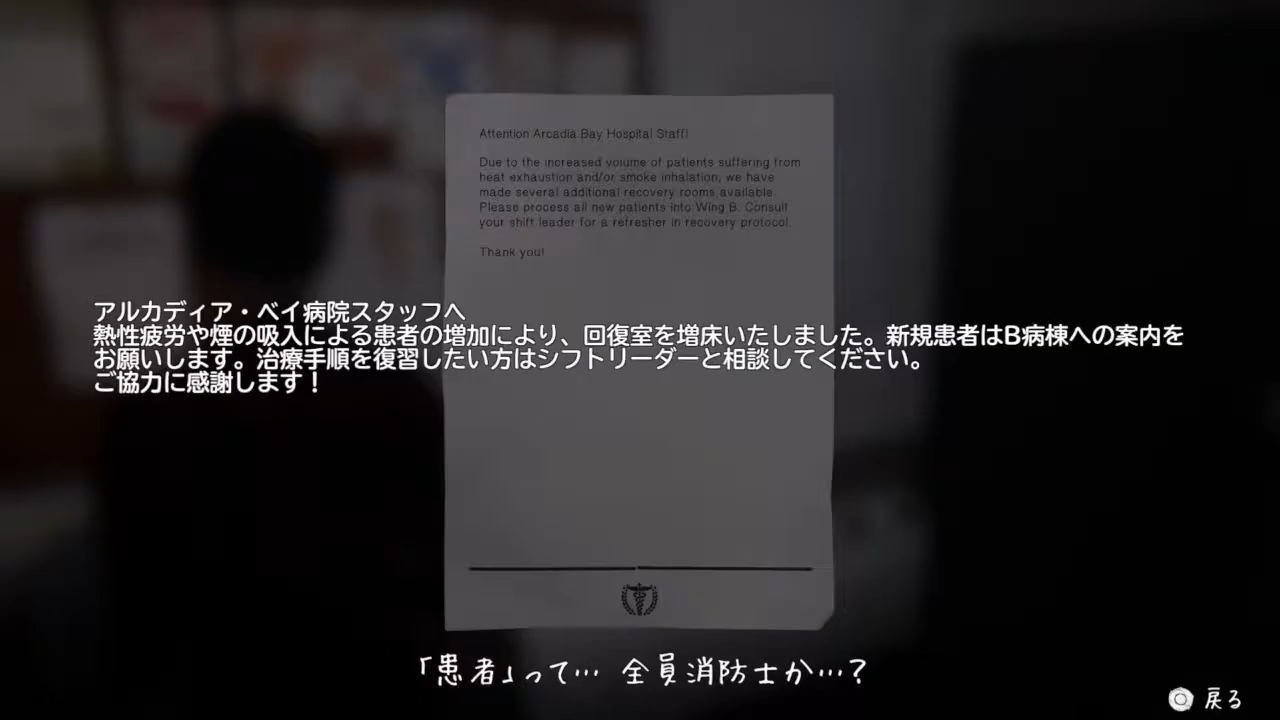 Attention Arcadia Bay Hospital Staff!
Due to the increased volume of patients suffering from
heat exhaustion and/or smoke inhalation, we have
made several additional recovery rooms available.
Please process all new patients into Wing B. Consult
your shift leader for a refresher in recovery protocol.
Thank you!
アルカディア・ベイ病院スタッフへ
熱性疲労や煙の吸入による患者の増加により、回復室を増床いたしました。新規患者はB病棟への案内を
お願いします。治療手順を復習したい方はシフトリーダーと相談してください。
ご協力に感謝します！
「患者」って… 全員消防士か…？
戻る